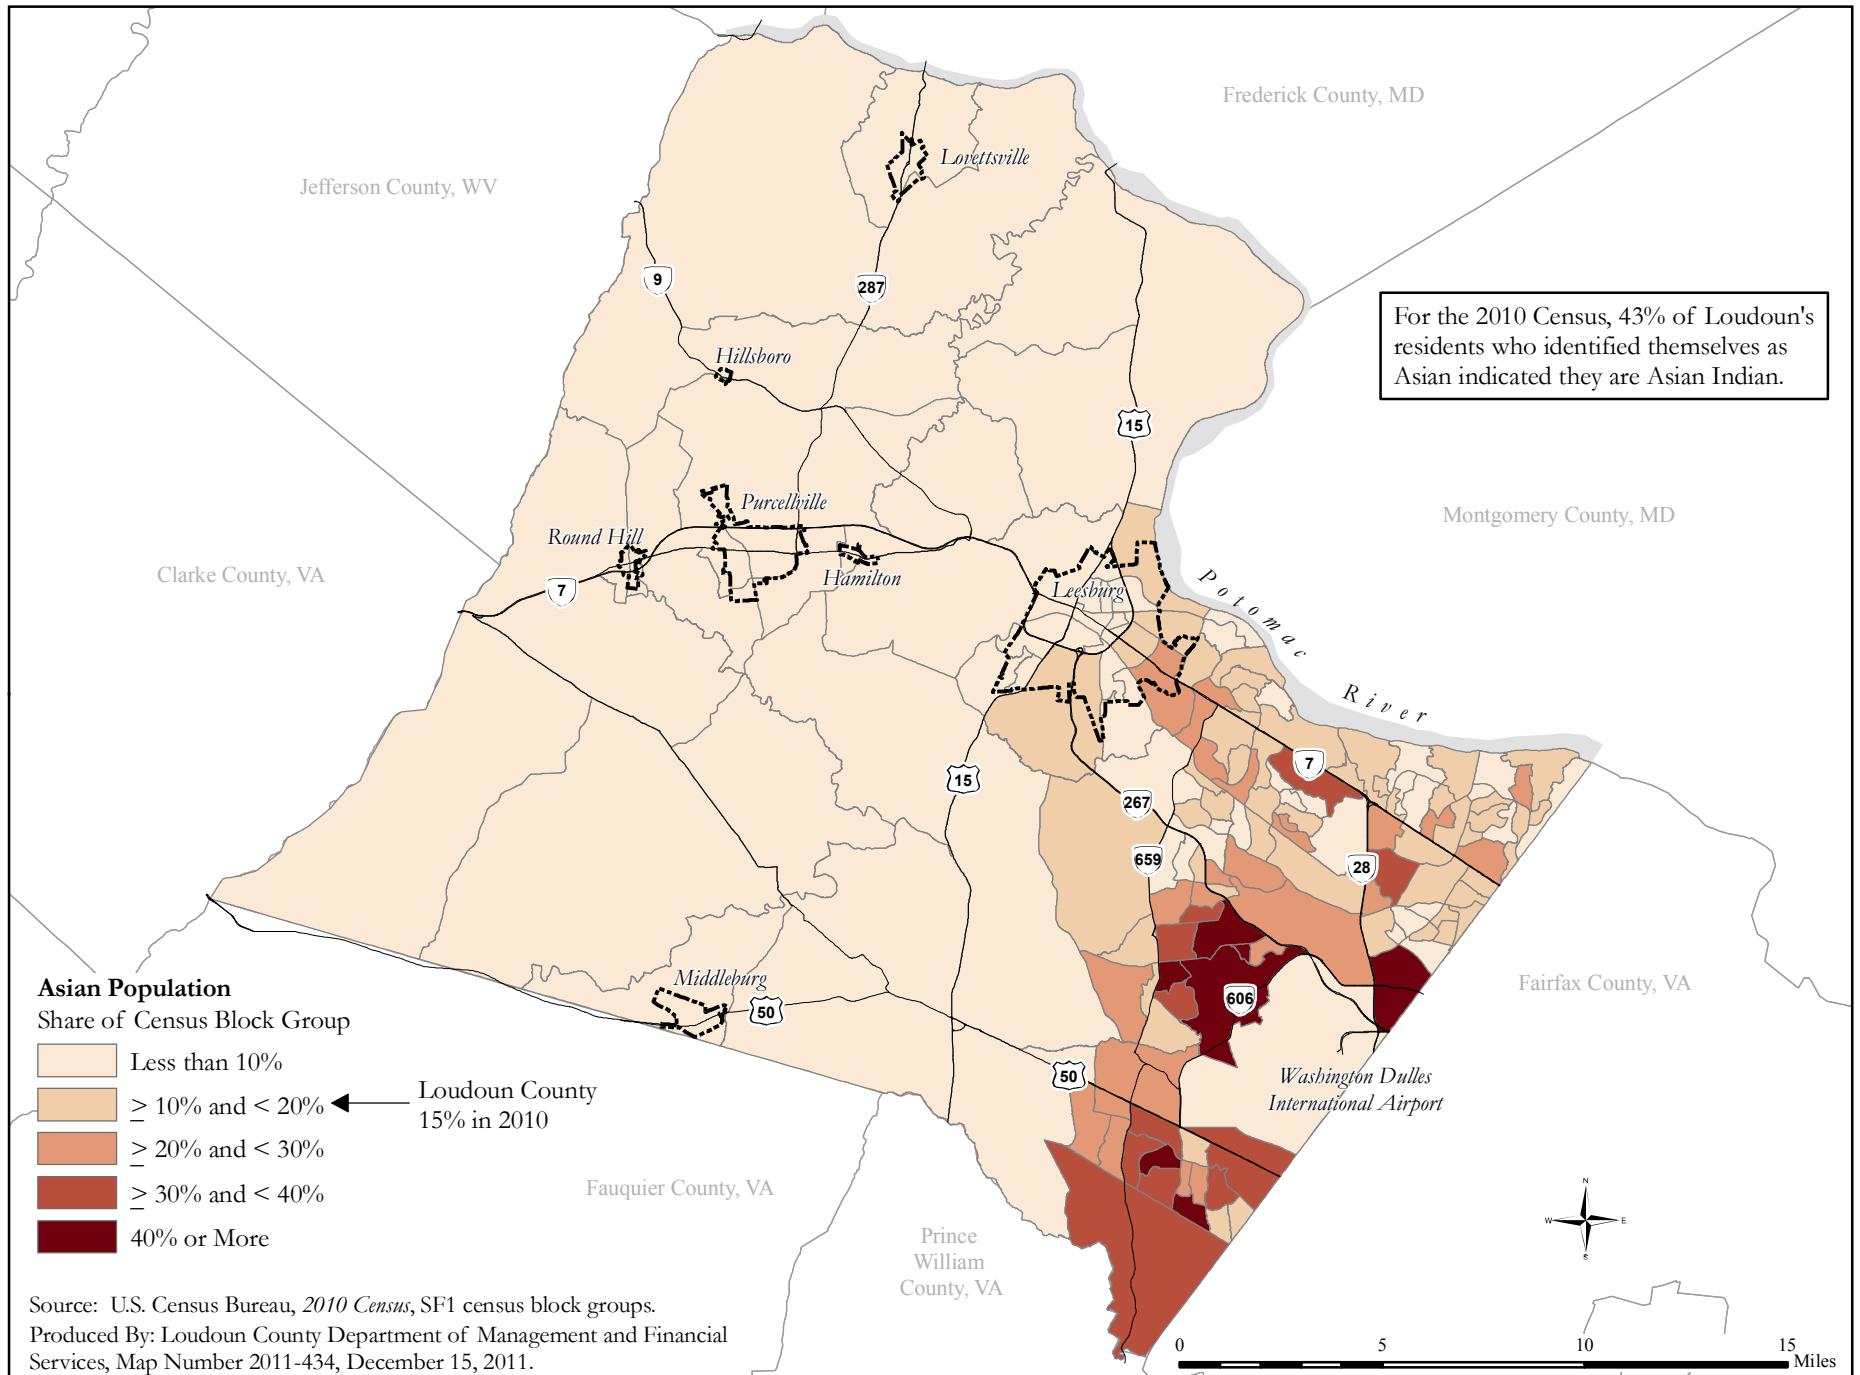 Frederick County, MD
Lovettsville
Jefferson County, WV
9
287
For the 2010 Census, 43% of Loudoun's
residents who identified themselves as
Asian indicated they are Asian Indian.
Hillsboro
15
Purcellville
Round Hill
Hamilton
7
Clarke County, VA
Montgomery County, MD
Leesburg
Potomac
River
15
267
7
659
28
Middleburg
50
606
Fairfax County, VA
50
Washington Dulles
International Airport
Asian Population
Share of Census Block Group
Less than 10%
≥ 10% and < 20%
Loudoun County
15% in 2010
≥ 20% and < 30%
≥ 30% and < 40%
40% or More
Fauquier County, VA
Prince
William
County, VA
N
W
E
S
Source: U.S. Census Bureau, 2010 Census, SF1 census block groups.
Produced By: Loudoun County Department of Management and Financial
Services, Map Number 2011-434, December 15, 2011.
0 5 10 15
Miles